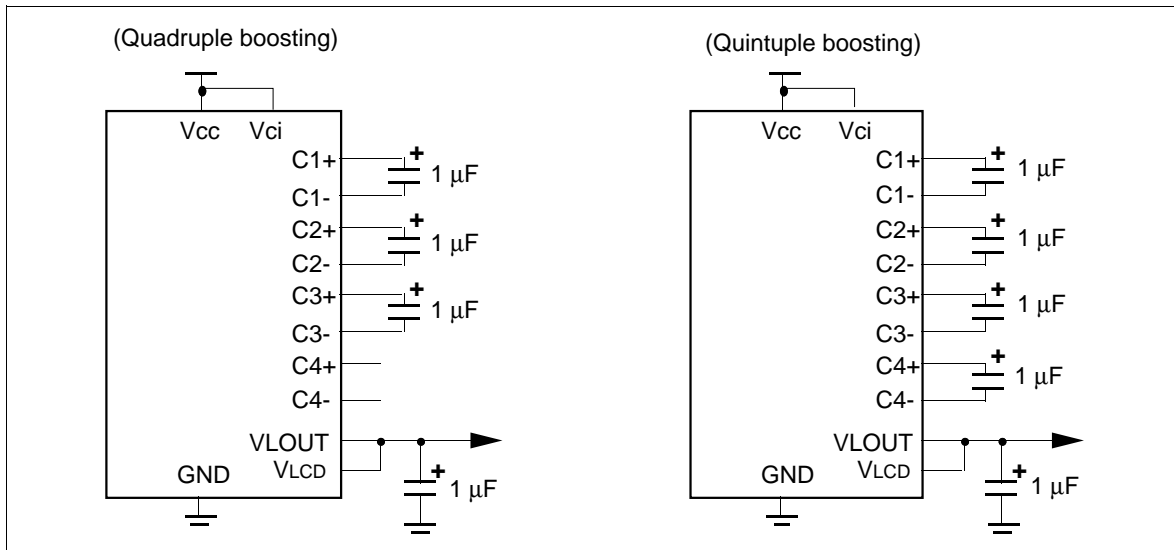 (Quadruple boosting)
Vcc Vci
C1+
C1-
C2+
C2-
C3+
C3-
C4+
C4-
VLOUT
VLCD
GND
+
1 μF
+
1 μF
+
1 μF
+
1 μF
(Quintuple boosting)
Vcc Vci
C1+
C1-
C2+
C2-
C3+
C3-
C4+
C4-
VLOUT
VLCD
GND
+
1 μF
+
1 μF
+
1 μF
+
1 μF
+
1 μF